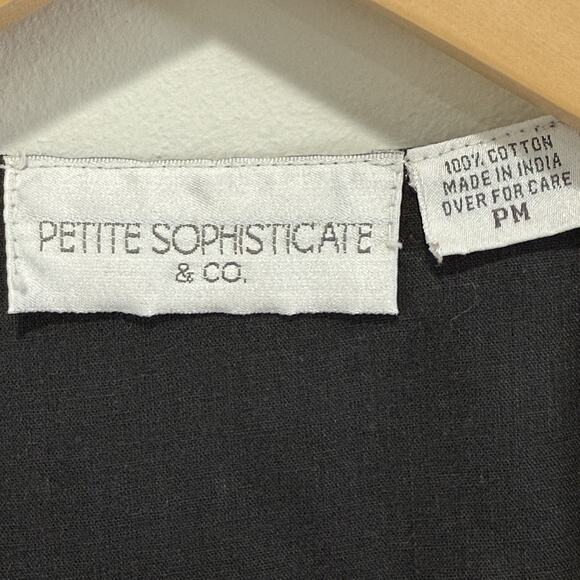 PETITE SOPHISTICATE
& CO.
100% COTTON
MADE IN INDIA
OVER FOR CARE
PM